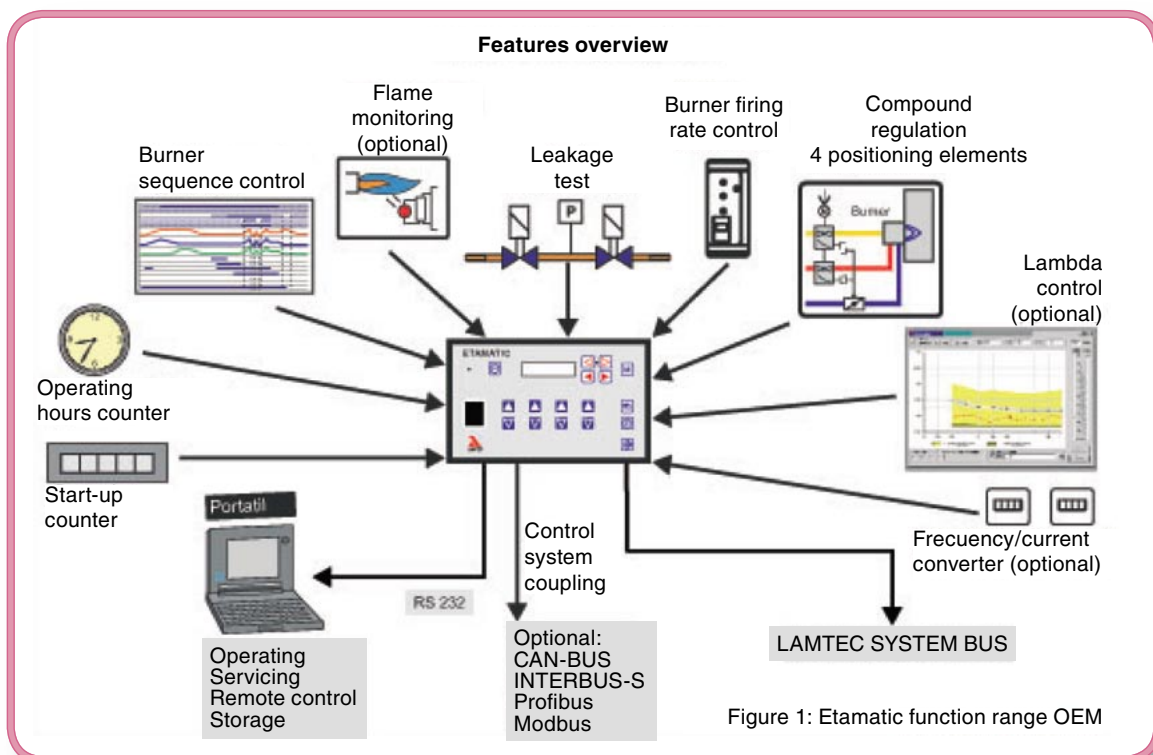 Features overview
Flame
monitoring
(optional)
Burner
sequence control
Leakage
test
P
Burner firing
rate control
Compound
regulation
4 positioning elements
Burner
Lambda
control
(optional)
12
Operating
hours counter
Start-up
counter
ETAMATIC
Frecuency/current
converter (optional)
Portatil
RS 232
Control
system
coupling
Operating
Servicing
Remote control
Storage
Optional:
CAN-BUS
INTERBUS-S
Profibus
Modbus
LAMTEC SYSTEM BUS
Figure 1: Etamatic function range OEM